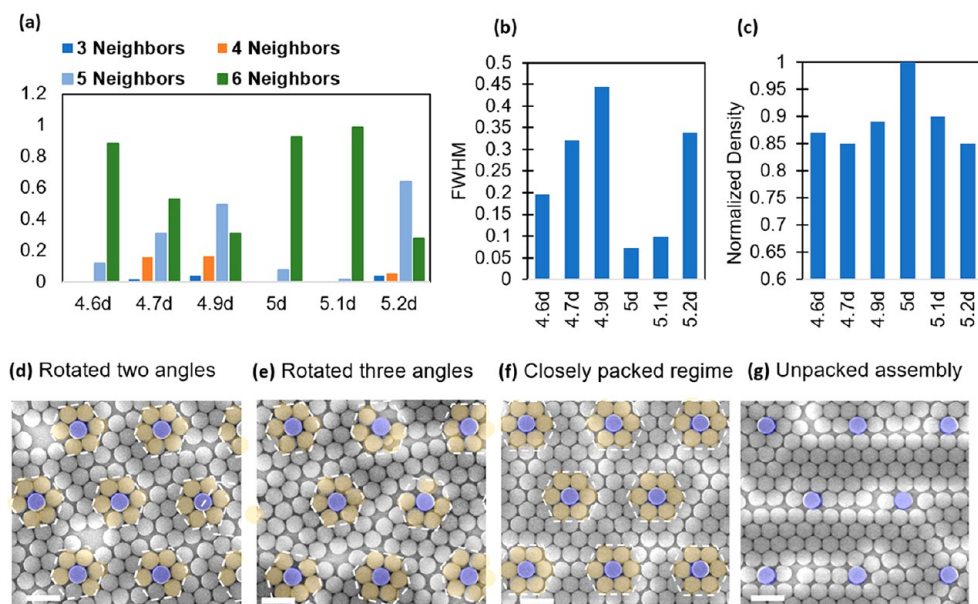 (a)
3 Neighbors 4 Neighbors
5 Neighbors 6 Neighbors
1.2
1
0.8
0.6
0.4
0.2
0
4.6d 4.7d 4.9d 5d 5.1d 5.2d
(b)
FWHM
0.5
0.45
0.4
0.35
0.3
0.25
0.2
0.15
0.1
0.05
0
4.6d 4.7d 4.9d 5d 5.1d 5.2d
(c)
Normalized Density
1
0.95
0.9
0.85
0.8
0.75
0.7
0.65
0.6
4.6d 4.7d 4.9d 5d 5.1d 5.2d
(d) Rotated two angles
(e) Rotated three angles
(f) Closely packed regime
(g) Unpacked assembly